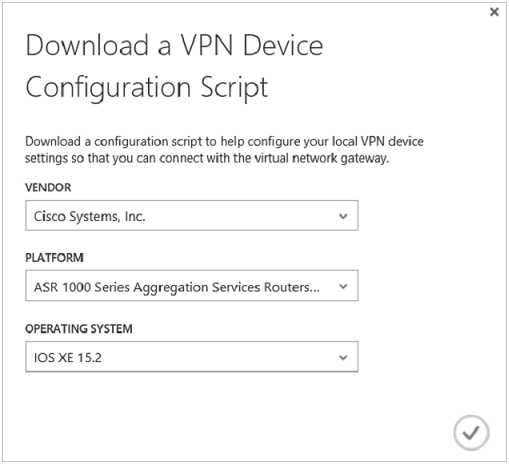 Download a VPN Device
Configuration Script
Download a configuration script to help configure your local VPN device
settings so that you can connect with the virtual network gateway.
VENDOR
Cisco Systems, Inc.
PLATFORM
ASR 1000 Series Aggregation Services Routers...
OPERATING SYSTEM
IOS XE 15.2